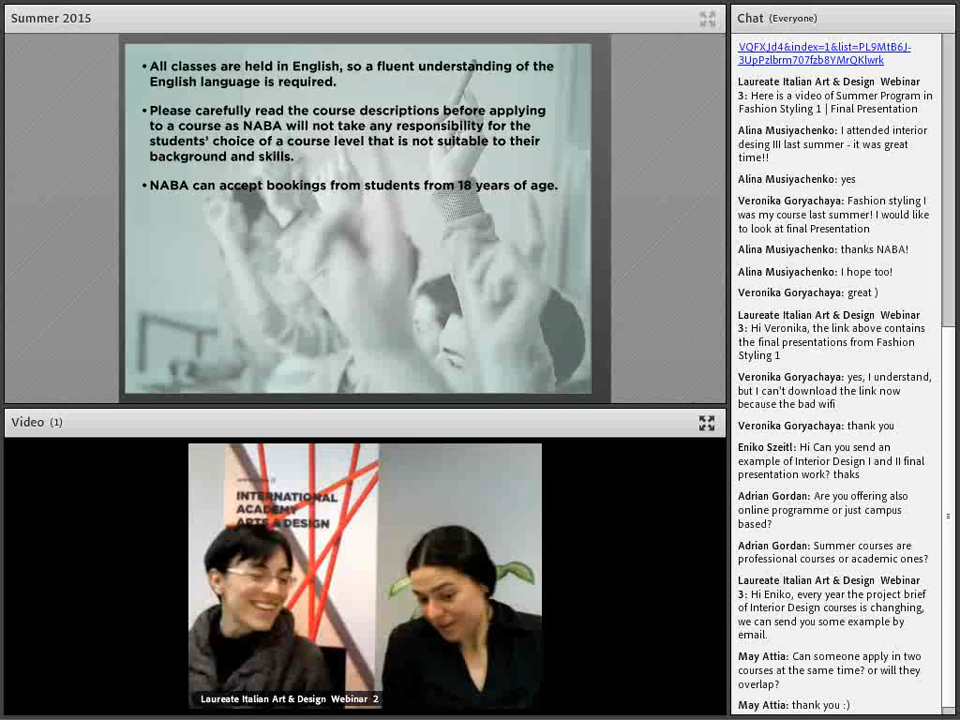 Summer 2015
• All classes are held in English, so a fluent understanding of the
English language is required.
• Please carefully read the course descriptions before applying
to a course as NABA will not take any responsibility for the
students' choice of a course level that is not suitable to their
background and skills.
• NABA can accept bookings from students from 18 years of age.
Video (1)
INTERNATIONAL
ACADEMY
ARTS & DESIGN
Laureate Italian Art & Design Webinar 2
Chat (Everyone)
VQFXJd4&index=1&list=PL9MtB6J-
3UpPzlbrm707fzb8YMrQKlwrk
Laureate Italian Art & Design Webinar
3: Here is a video of Summer Program in
Fashion Styling 1 | Final Presentation
Alina Musiyachenko: I attended interior
desing III last summer - it was great
time!!
Alina Musiyachenko: yes
Veronika Goryachaya: Fashion styling I
was my course last summer! I would like
to look at final Presentation
Alina Musiyachenko: thanks NABA!
Alina Musiyachenko: I hope too!
Veronika Goryachaya: great )
Laureate Italian Art & Design Webinar
3: Hi Veronika, the link above contains
the final presentations from Fashion
Styling 1
Veronika Goryachaya: yes, I understand,
but I can't download the link now
because the bad wifi
Veronika Goryachaya: thank you
Eniko Szeitl: Hi Can you send an
example of Interior Design I and II final
presentation work? thaks
Adrian Gordan: Are you offering also
online programme or just campus
based?
Adrian Gordan: Summer courses are
professional courses or academic ones?
Laureate Italian Art & Design Webinar
3: Hi Eniko, every year the project brief
of Interior Design courses is changhing,
we can send you some example by
email.
May Attia: Can someone apply in two
courses at the same time? or will they
overlap?
May Attia: thank you :)